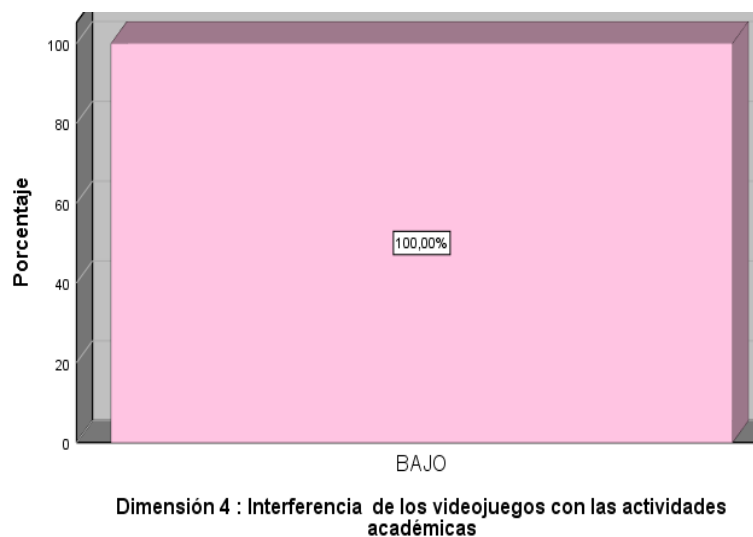 100
80
60
40
20
0
Porcentaje
100,00%
BAJO
Dimensión 4 : Interferencia de los videojuegos con las actividades
académicas